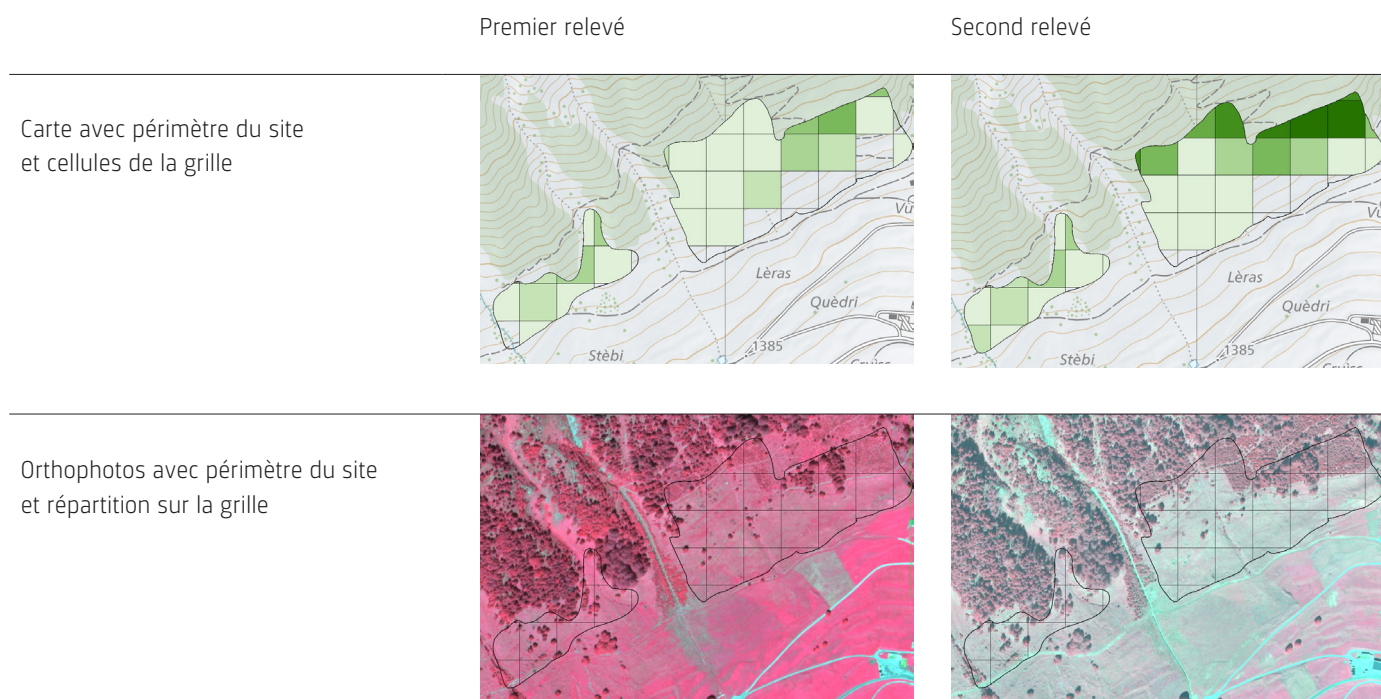 Premier relevé
Second relevé
Carte avec périmètre du site
et cellules de la grille
Vu
Lèras
Quèdri
1385
Stèbi
Lèras
Quèdri
1385
Stèbi
Orthophotos avec périmètre du site
et répartition sur la grille